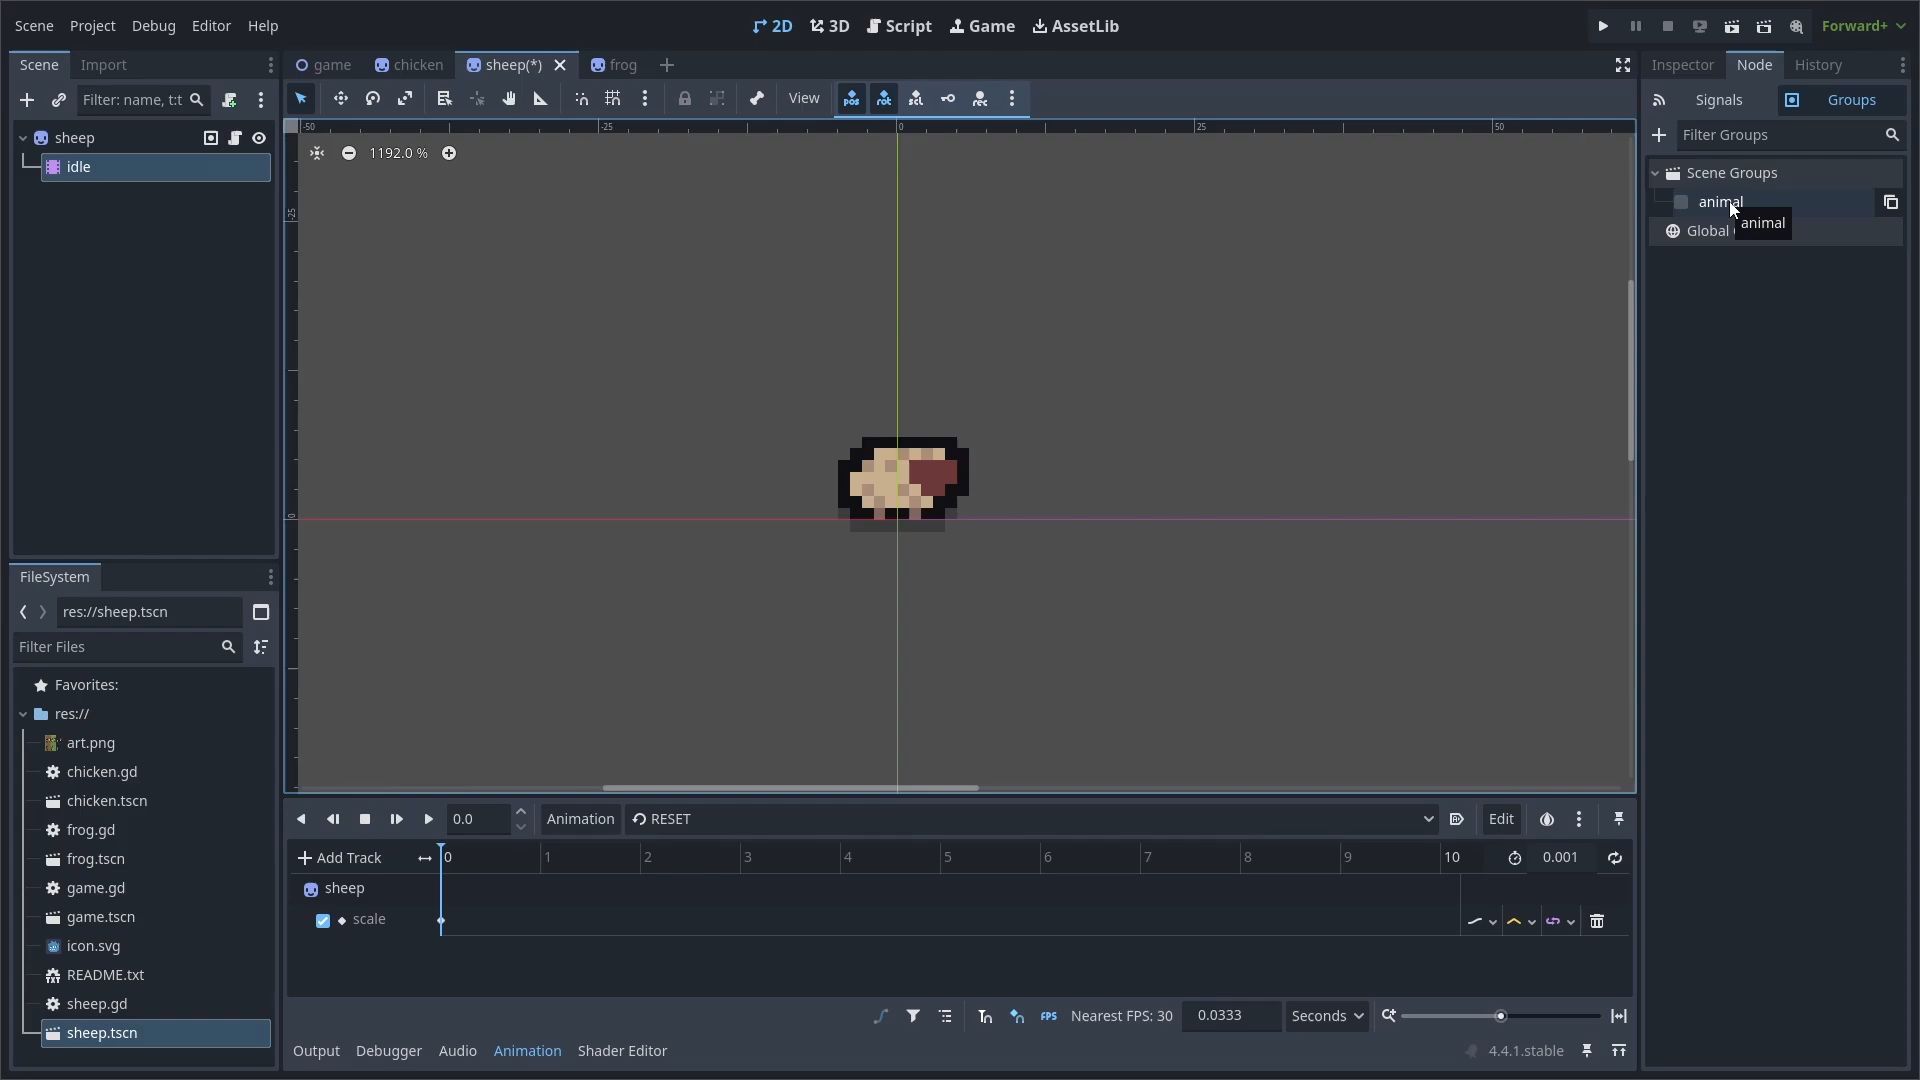 Scene Project Debug Editor Help
2D 3D Script Game AssetLib
Forward+
Scene Import
game chicken sheep(*) frog
Inspector Node History
Filter: name, t:t
View
Signals Groups
Filter Groups
sheep
idle
-50 -25 0 25 50
1192.0 %
-25
0
Scene Groups
animal
animal
Global
FileSystem
res://sheep.tscn
Filter Files
Favorites:
res://
art.png
chicken.gd
chicken.tscn
frog.gd
frog.tscn
game.gd
game.tscn
icon.svg
README.txt
sheep.gd
sheep.tscn
0.0 Animation RESET Edit
Add Track 0 1 2 3 4 5 6 7 8 9 10 0.001
sheep
scale
FPS Nearest FPS: 30 0.0333 Seconds
Output Debugger Audio Animation Shader Editor 4.4.1.stable